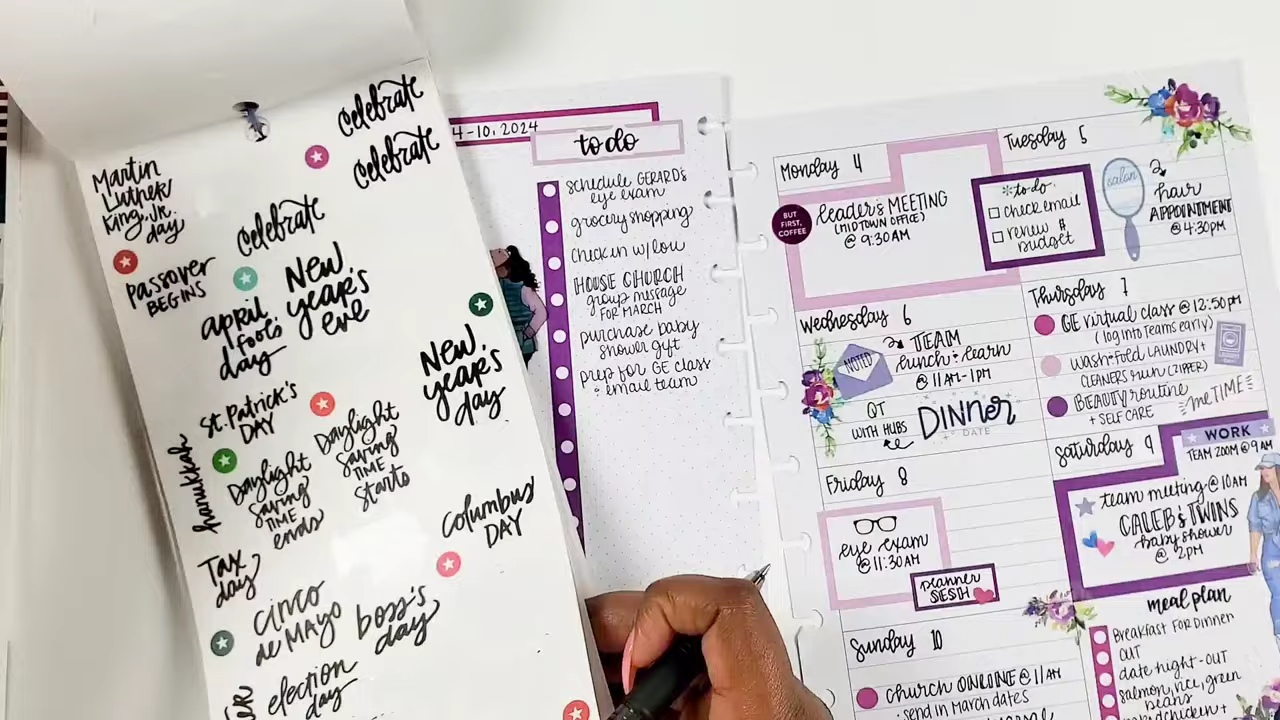 celebrate
celebrate
Martin
Luther
King, Jr.
day
celebrate
Passover
BEGINS
New
year's
eve
april
fools
day
New
year's
day
St. Patrick's
DAY
hanukkah
Daylight
saving
TIME
starts
Daylight
saving
TIME
ends
columbus
DAY
Tax
day
cinco
de MAYO
boss's
day
election
day
4-10, 2024
to do
schedule GERARD's
eye exam
grocery shopping
check in w/ Lou
HOUSE CHURCH
group message
FOR MARCH
purchase baby
shower gift
prep for GE class
+ email team
Monday 4
BUT
FIRST,
COFFEE
leader's MEETING
(MIDTOWN OFFICE)
@ 9:30AM
Tuesday 5
*to-do*
check email
review $
budget
salon
hair
APPOINTMENT
@ 4:30PM
Wednesday 6
NOTED
TEAM
lunch + learn
@ 11AM-1PM
QT
WITH HUBS
DINNER
DATE
Thursday 7
GE virtual class @ 12:50PM
(log into Teams early)
wash + fold LAUNDRY +
CLEANERS run (ZIPPER)
LAUNDRY
BEAUTY routine
+ SELF CARE
me TIME
Friday 8
eye exam
@ 11:30AM
planner
SESH
Saturday 9
WORK
TEAM ZOOM @ 9AM
team meeting @ 10AM
CALEB's TWINS
baby shower
@ 2PM
Sunday 10
church ONLINE @ 11AM
send in March dates
meal plan
BREAKFAST FOR DINNER
OUT
date night - OUT
salmon, rice, green
beans